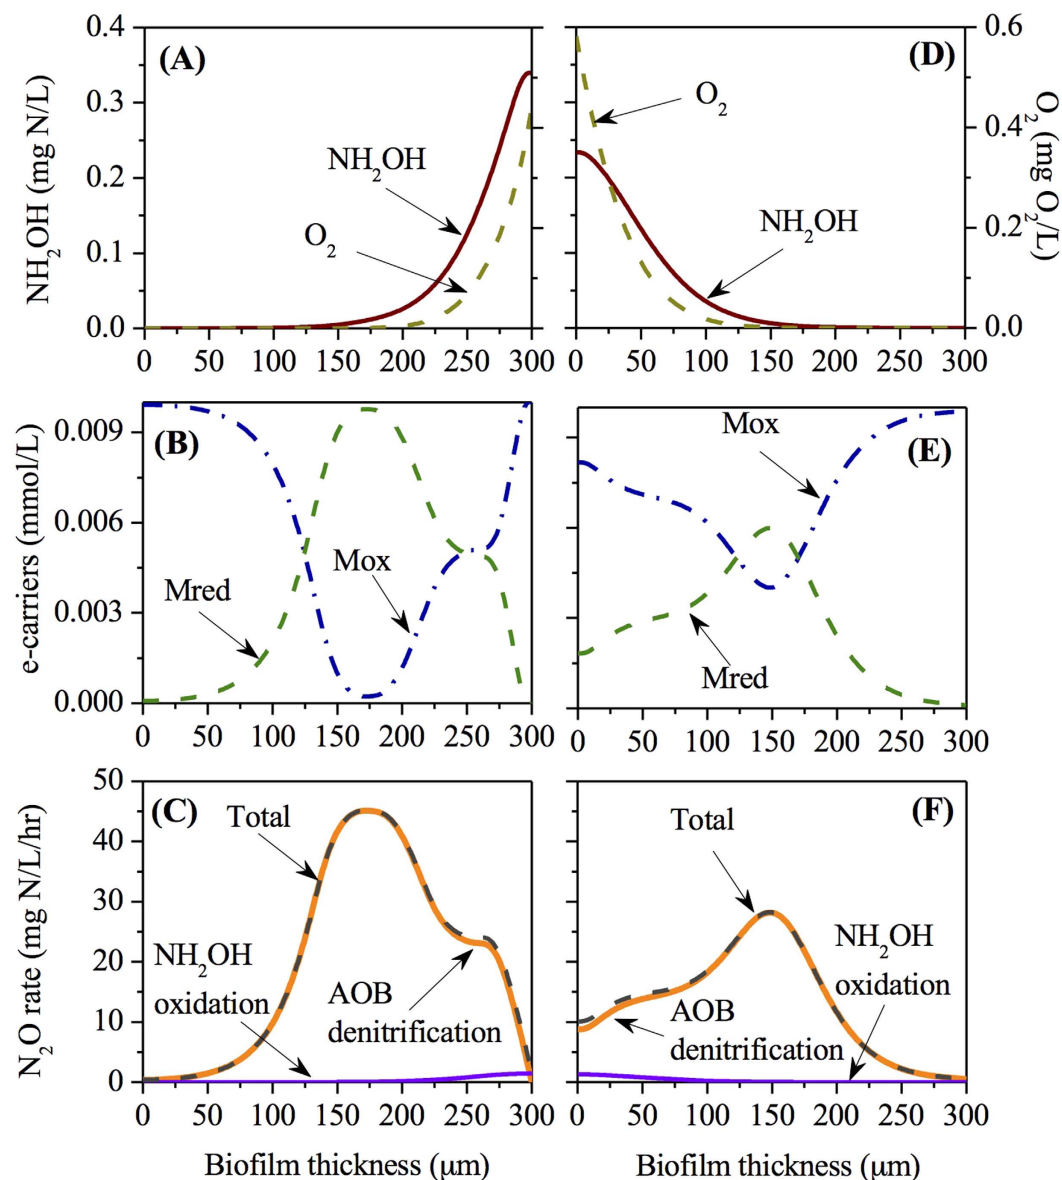 (A)
NH₂OH (mg N/L)
0.4
0.3
0.2
0.1
0.0
NH₂OH
O₂
0 50 100 150 200 250 300
(D)
O₂
NH₂OH
0.6
0.4
0.2
0.0
O₂ (mg O₂/L)
0 50 100 150 200 250 300
(B)
e-carriers (mmol/L)
0.009
0.006
0.003
0.000
Mred
Mox
0 50 100 150 200 250 300
(E)
Mox
Mred
0 50 100 150 200 250 300
(C)
N₂O rate (mg N/L/hr)
50
40
30
20
10
0
Total
NH₂OH
oxidation
AOB
denitrification
0 50 100 150 200 250 300
Biofilm thickness (μm)
(F)
Total
NH₂OH
oxidation
AOB
denitrification
0 50 100 150 200 250 300
Biofilm thickness (μm)